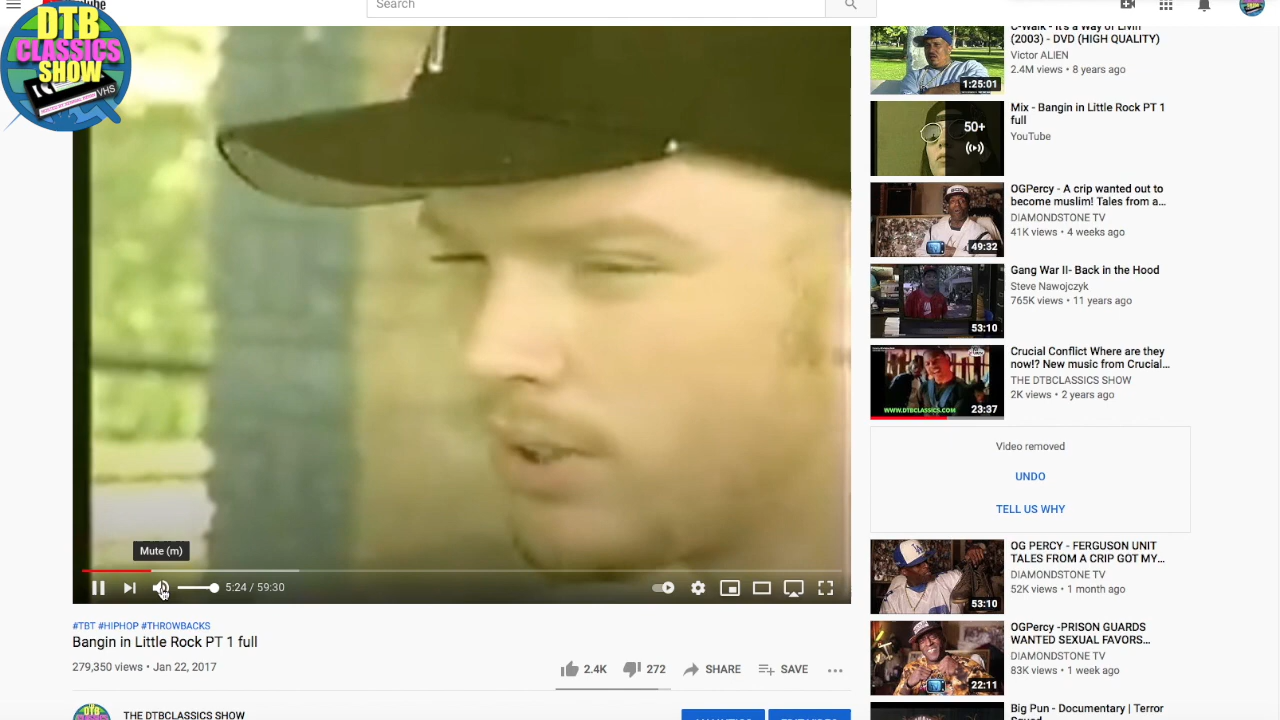 Search
DTB
CLASSICS
SHOW
VHS
(2003) - DVD (HIGH QUALITY)
Victor ALIEN
2.4M views • 8 years ago
1:25:01
Mix - Bangin in Little Rock PT 1
full
YouTube
50+
OGPercy - A crip wanted out to
become muslim! Tales from a...
DIAMONDSTONE TV
41K views • 4 weeks ago
49:32
Gang War II- Back in the Hood
Steve Nawojczyk
765K views • 11 years ago
53:10
Crucial Conflict Where are they
now!? New music from Crucial...
THE DTBCLASSICS SHOW
2K views • 2 years ago
WWW.DTBCLASSICS.COM
23:37
Video removed
UNDO
TELL US WHY
OG PERCY - FERGUSON UNIT
TALES FROM A CRIP GOT MY...
DIAMONDSTONE TV
52K views • 1 month ago
53:10
OGPercy -PRISON GUARDS
WANTED SEXUAL FAVORS...
DIAMONDSTONE TV
83K views • 1 week ago
22:11
Big Pun - Documentary | Terror
Mute (m)
5:24 / 59:30
#TBT #HIPHOP #THROWBACKS
Bangin in Little rock PT 1 full
279,350 views • Jan 22, 2017
2.4K
272
SHARE
SAVE
THE DTBCLASSICS SHOW